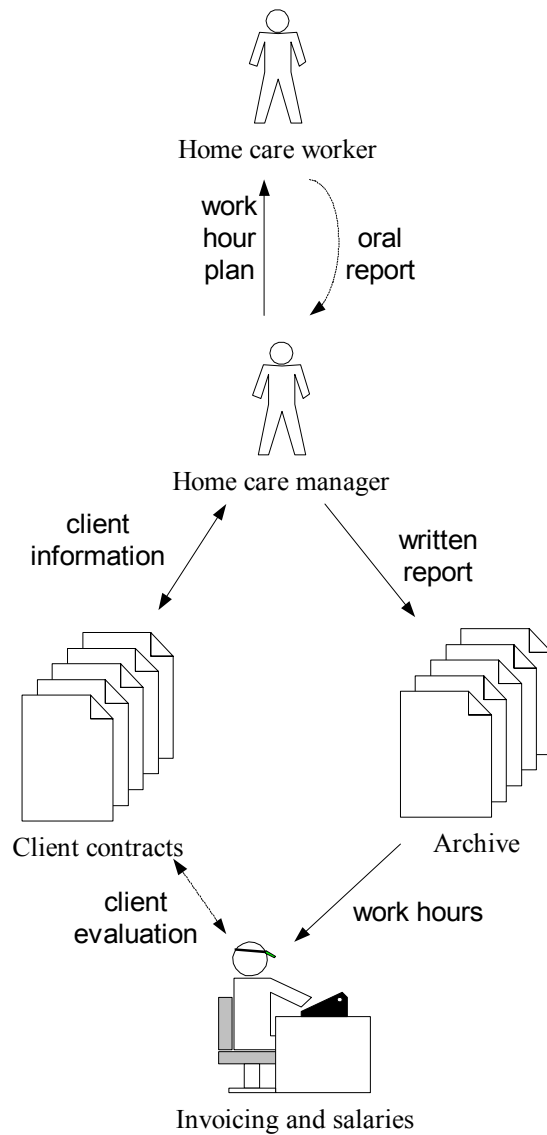 Home care worker
work
hour
plan
oral
report
Home care manager
client
information
written
report
Client contracts
Archive
client
evaluation
work hours
Invoicing and salaries